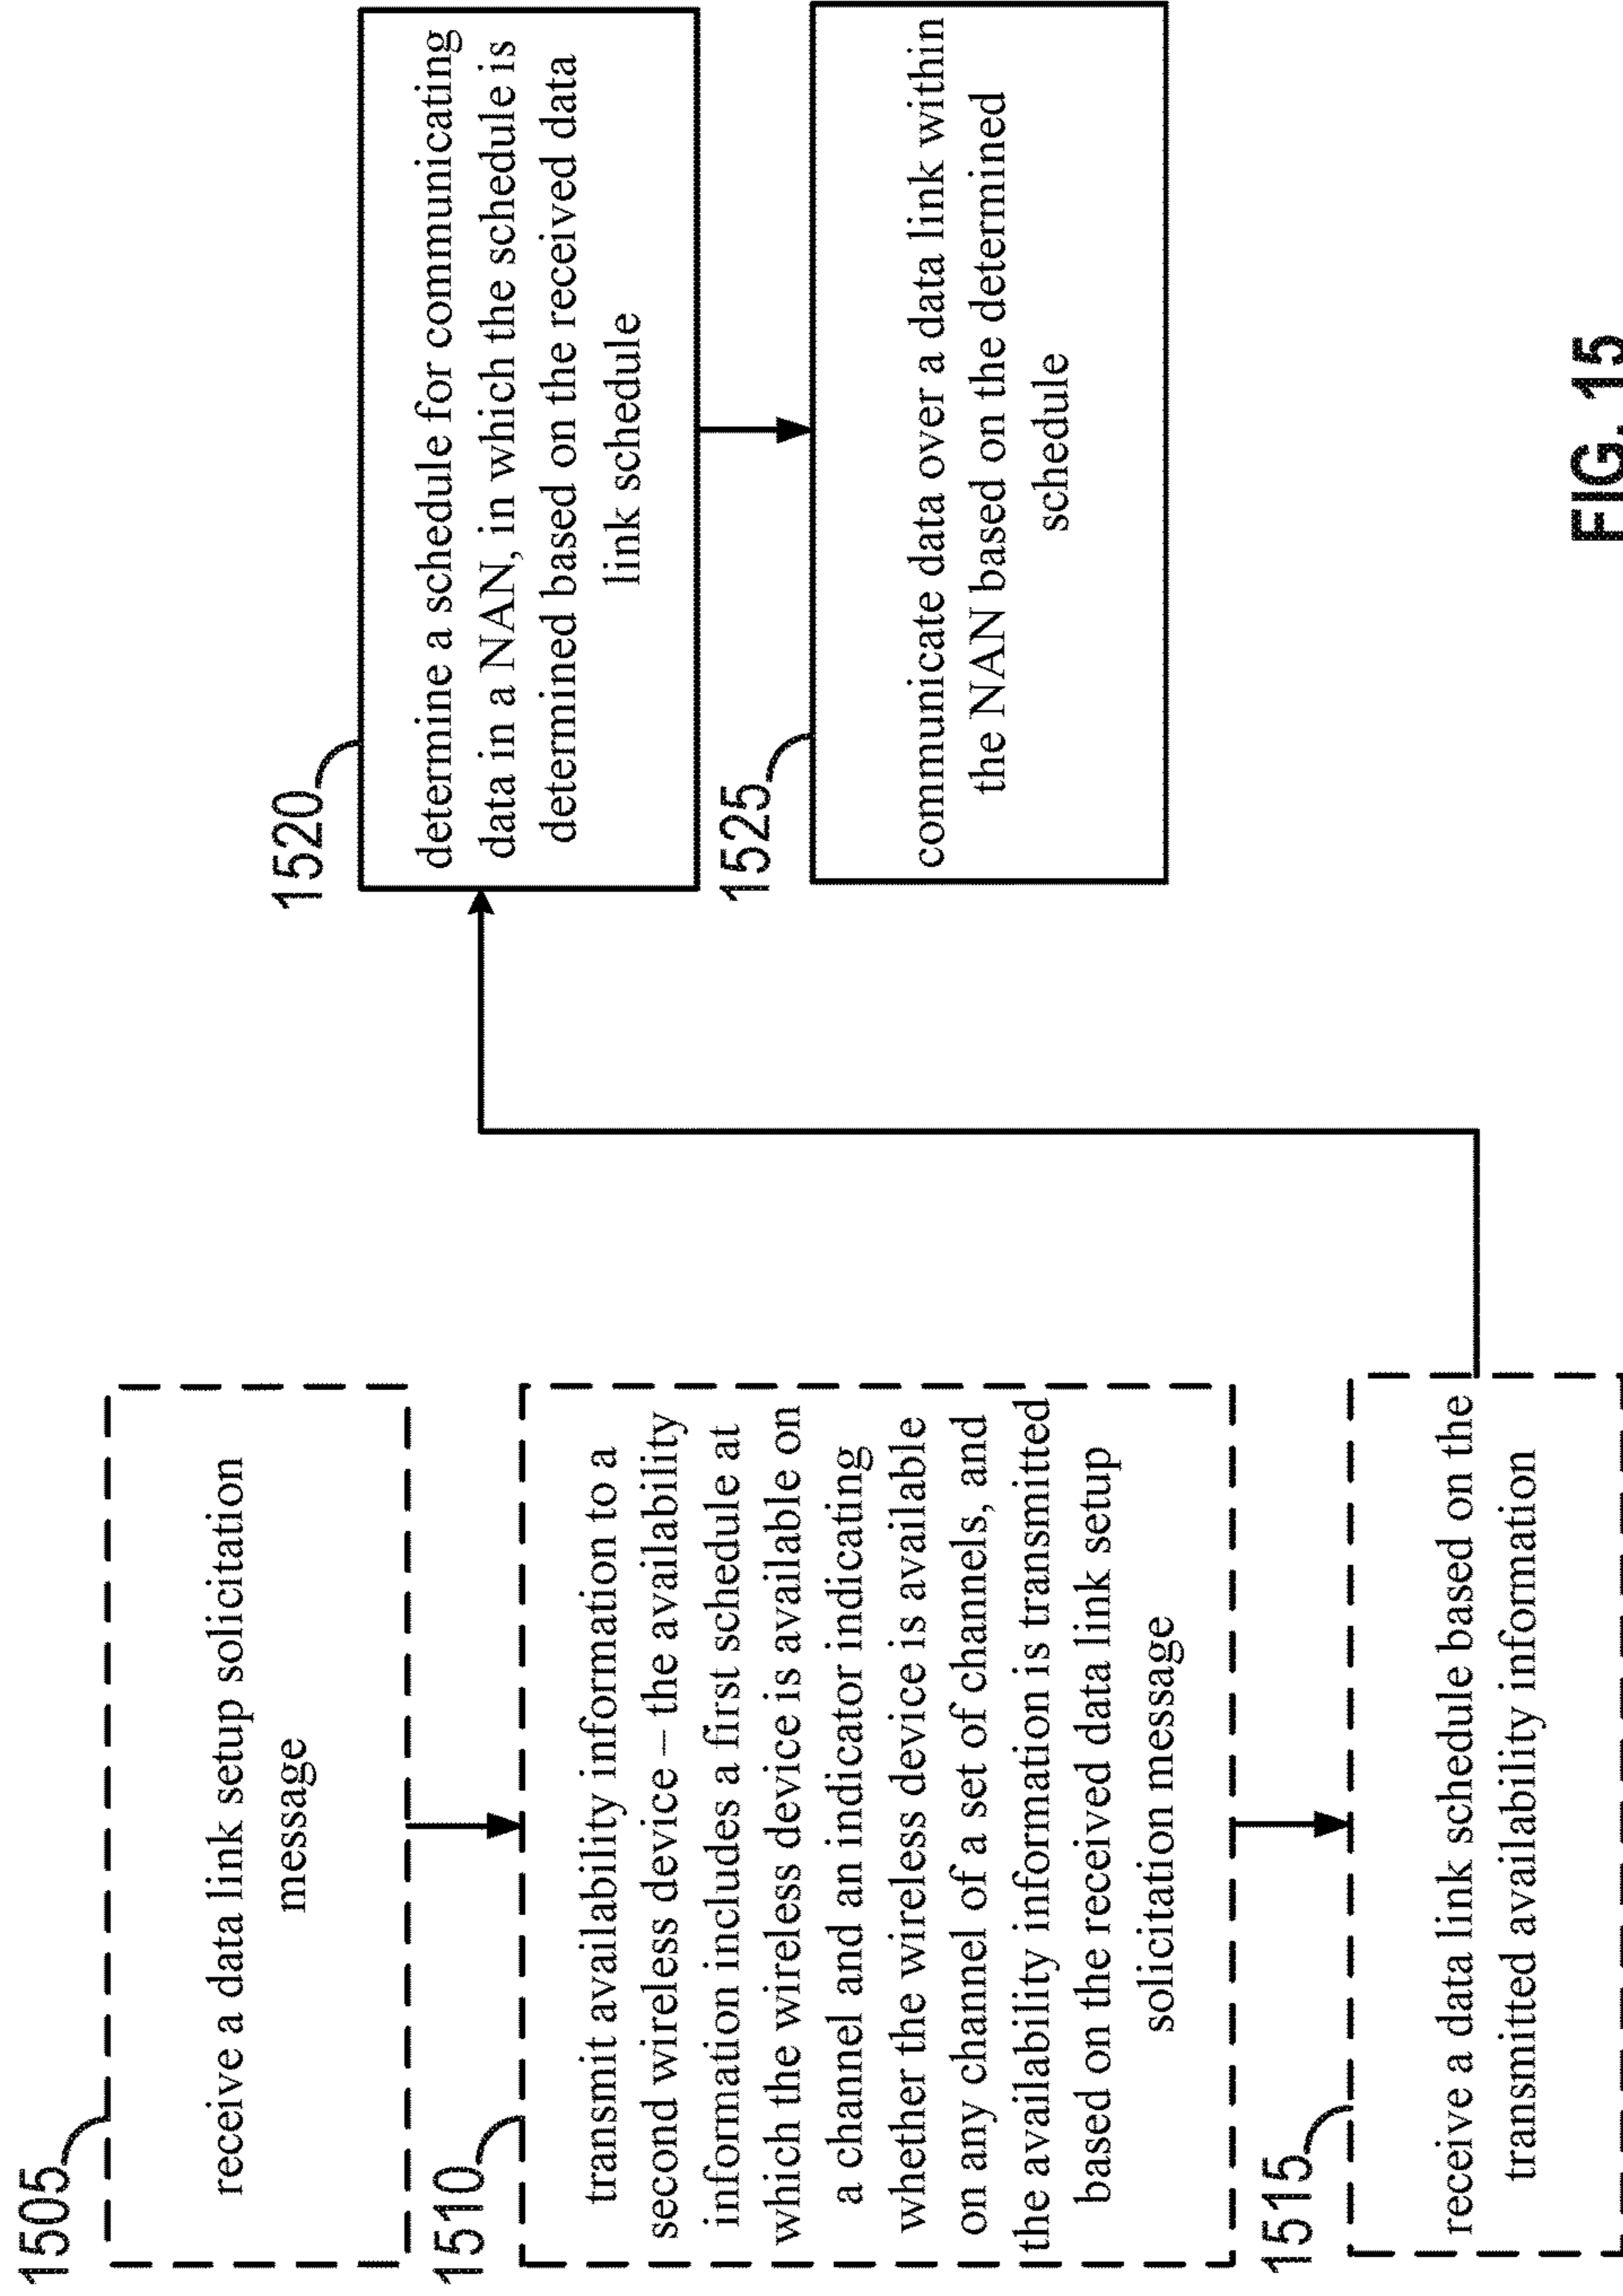 1505
receive a data link setup solicitation
message
1510
transmit availability information to a
second wireless device – the availability
information includes a first schedule at
which the wireless device is available on
a channel and an indicator indicating
whether the wireless device is available
on any channel of a set of channels, and
the availability information is transmitted
based on the received data link setup
solicitation message
1515
receive a data link schedule based on the
transmitted availability information
1520
determine a schedule for communicating
data in a NAN, in which the schedule is
determined based on the received data
link schedule
1525
communicate data over a data link within
the NAN based on the determined
schedule
FIG. 15